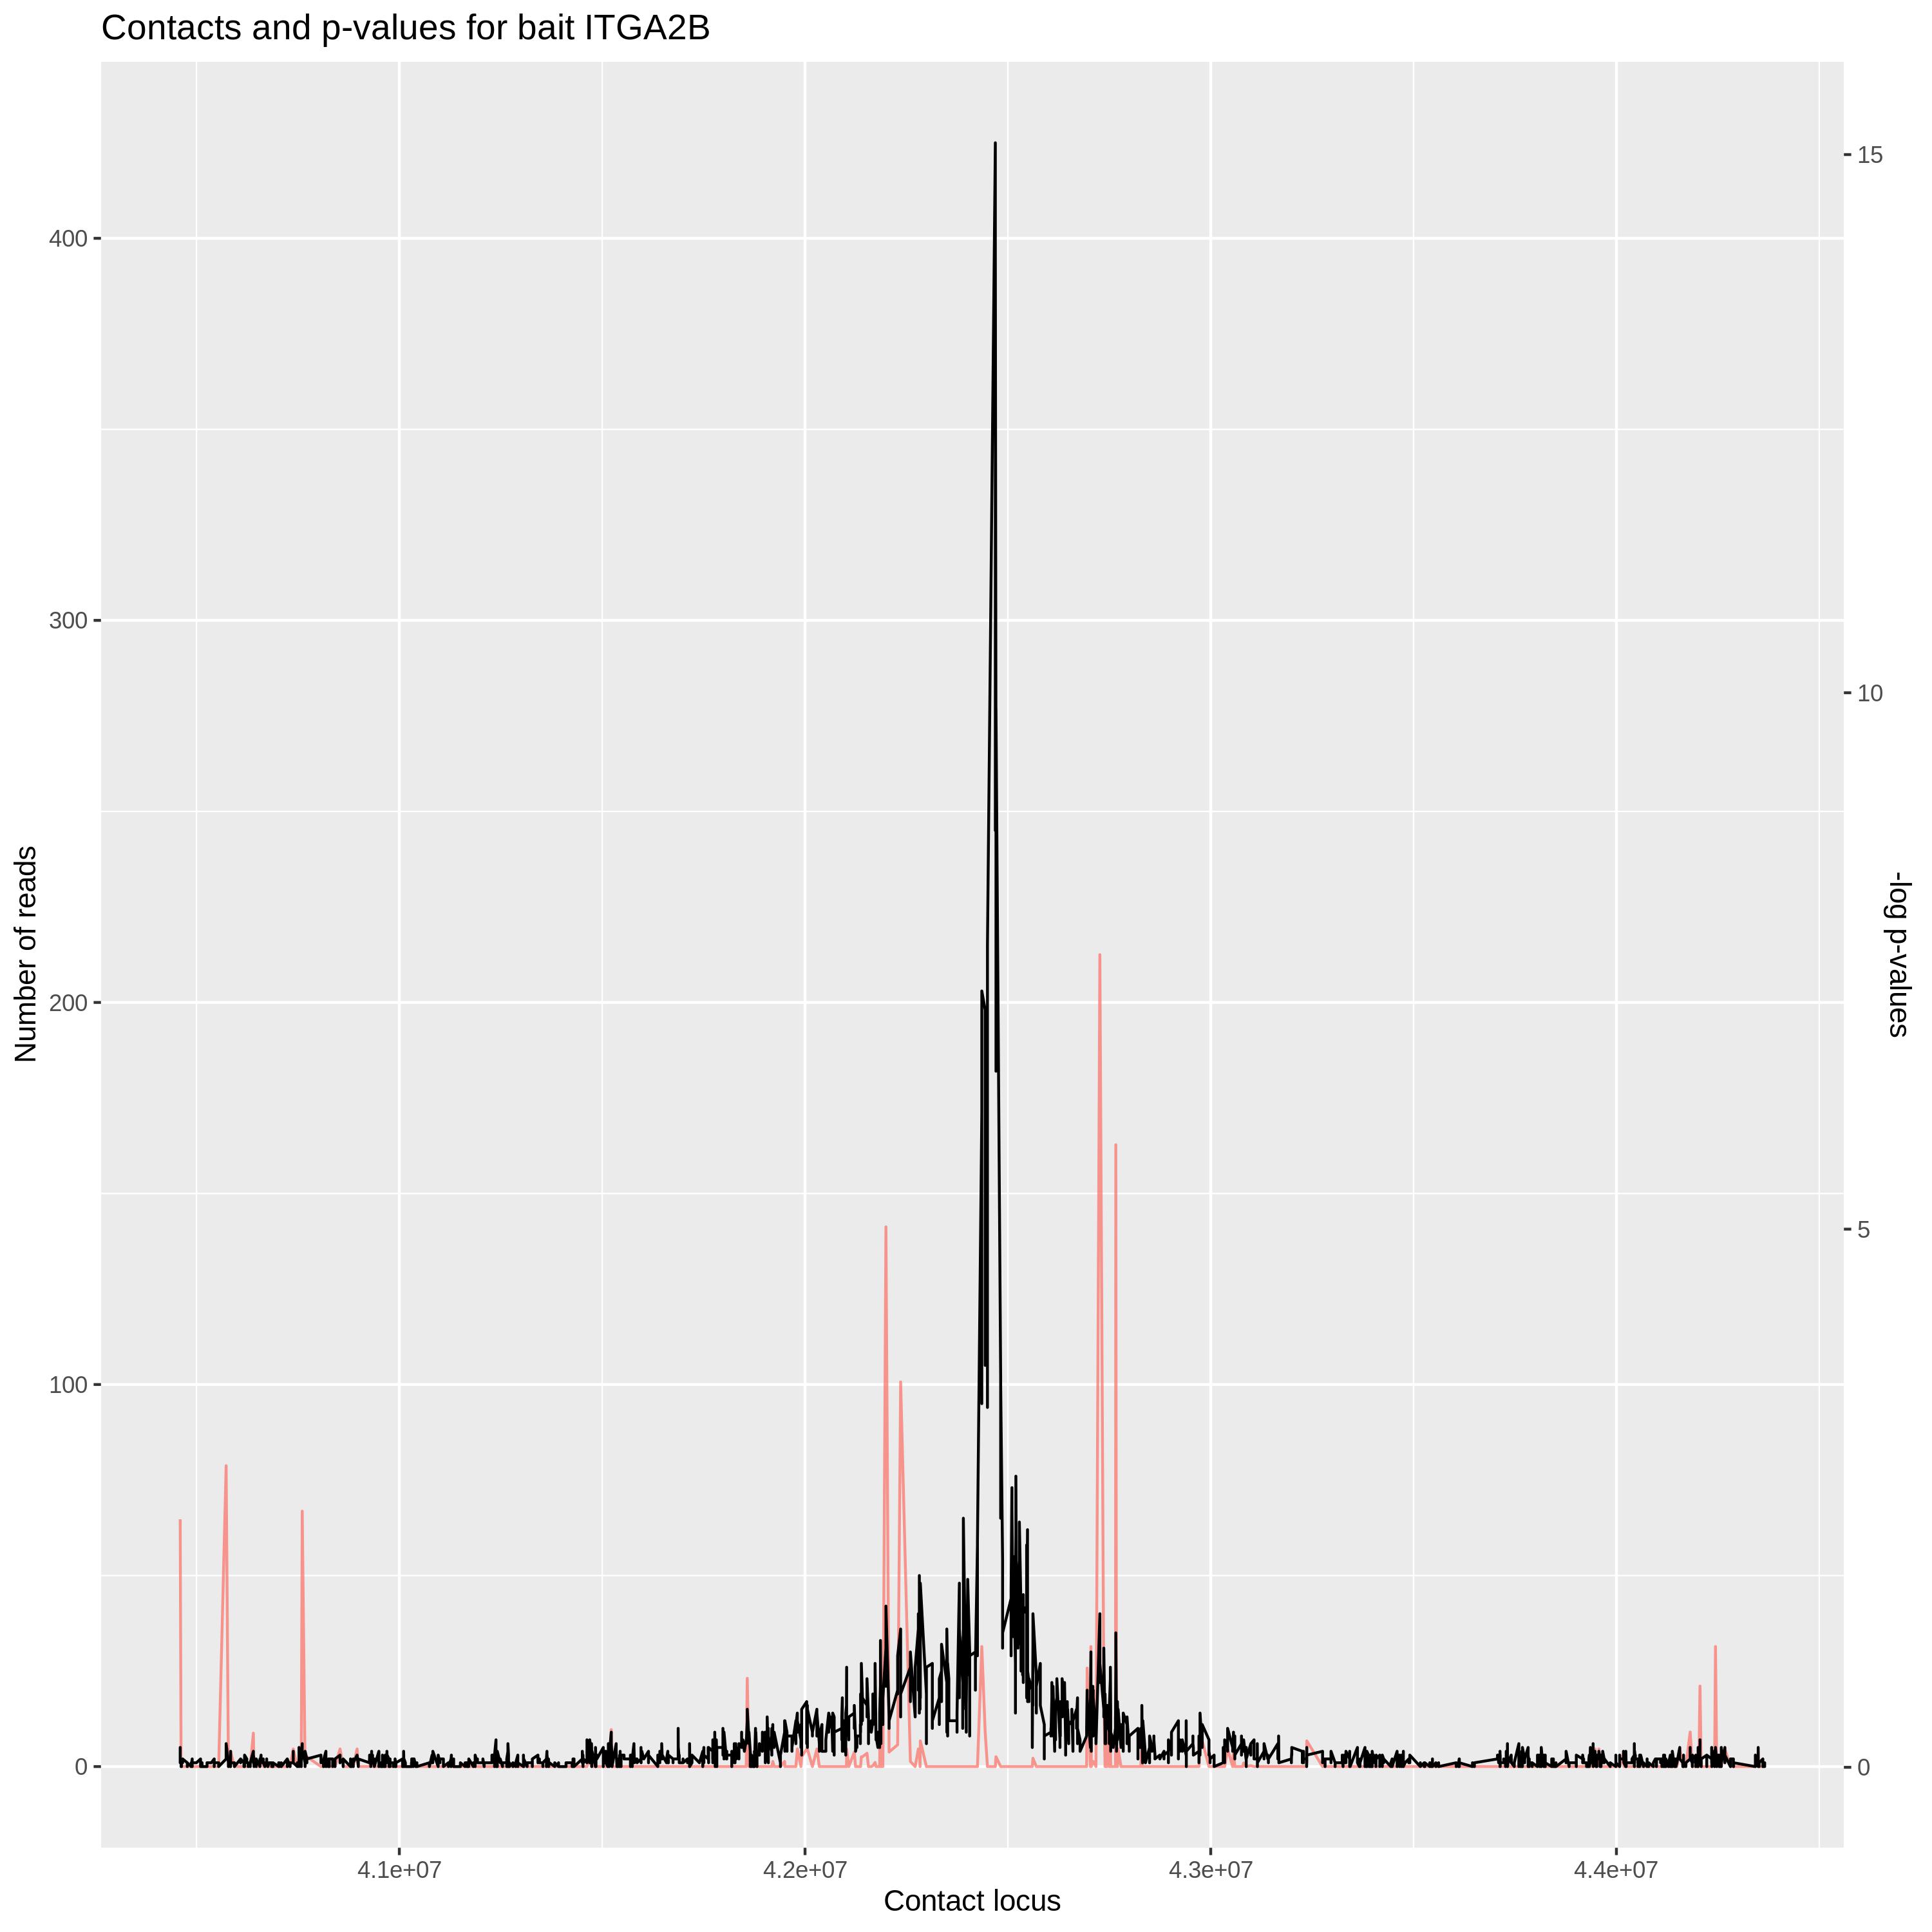 Contacts and p-values for bait ITGA2B
400
300
200
100
0
15
10
5
0
Number of reads
-log p-values
4.1e+07
4.2e+07
4.3e+07
4.4e+07
Contact locus